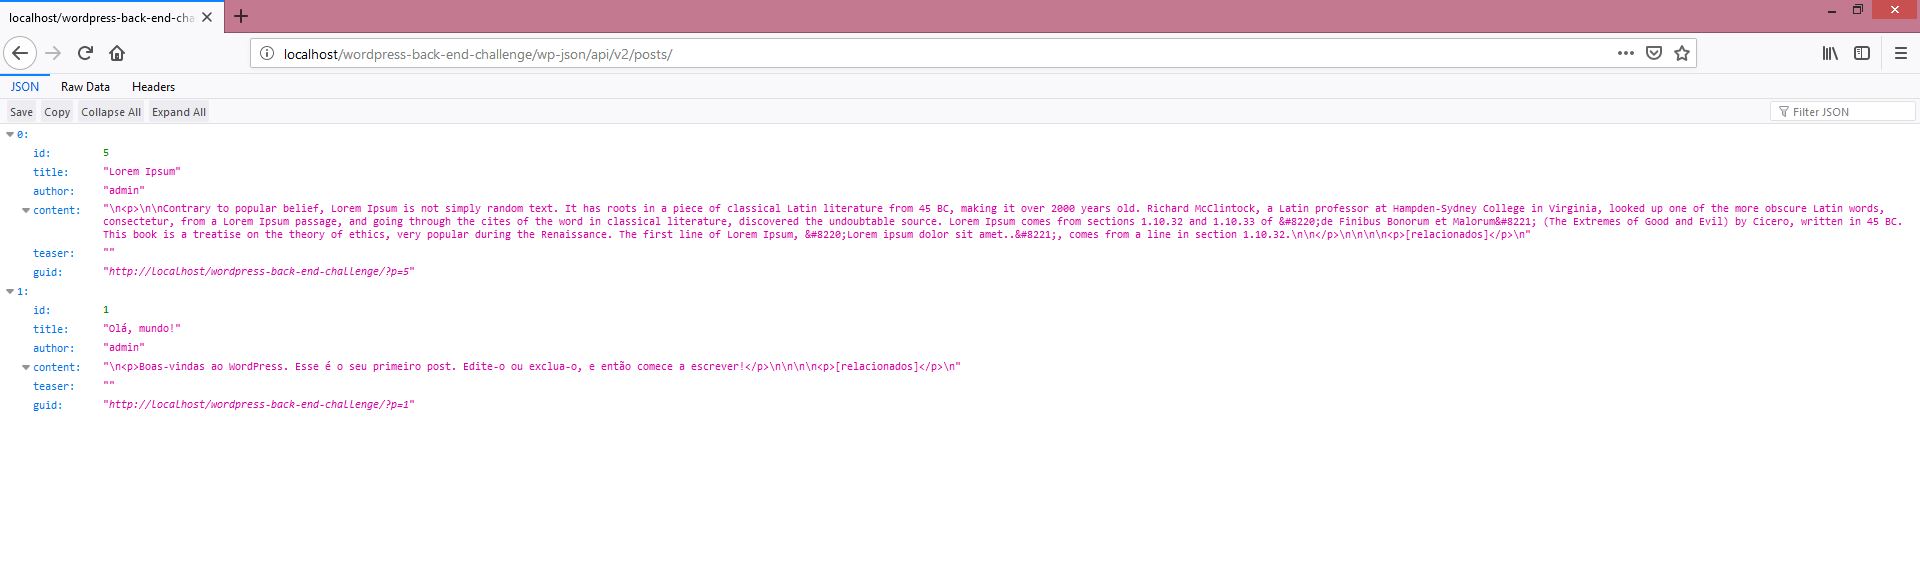 localhost/wordpress-back-end-cha
localhost/wordpress-back-end-challenge/wp-json/api/v2/posts/
JSON Raw Data Headers
Save Copy Collapse All Expand All Filter JSON
0:
id: 5
title: "Lorem Ipsum"
author: "admin"
content: "\n<p>\n\nContrary to popular belief, Lorem Ipsum is not simply random text. It has roots in a piece of classical Latin literature from 45 BC, making it over 2000 years old. Richard McClintock, a Latin professor at Hampden-Sydney College in Virginia, looked up one of the more obscure Latin words,
consectetur, from a Lorem Ipsum passage, and going through the cites of the word in classical literature, discovered the undoubtable source. Lorem Ipsum comes from sections 1.10.32 and 1.10.33 of &#8220;de Finibus Bonorum et Malorum&#8221; (The Extremes of Good and Evil) by Cicero, written in 45 BC.
This book is a treatise on the theory of ethics, very popular during the Renaissance. The first line of Lorem Ipsum, &#8220;Lorem ipsum dolor sit amet..&#8221;, comes from a line in section 1.10.32.\n\n</p>\n\n\n\n<p>[relacionados]</p>\n"
teaser: ""
guid: "http://localhost/wordpress-back-end-challenge/?p=5"
1:
id: 1
title: "Olá, mundo!"
author: "admin"
content: "\n<p>Boas-vindas ao WordPress. Esse é o seu primeiro post. Edite-o ou exclua-o, e então comece a escrever!</p>\n\n\n\n<p>[relacionados]</p>\n"
teaser: ""
guid: "http://localhost/wordpress-back-end-challenge/?p=1"